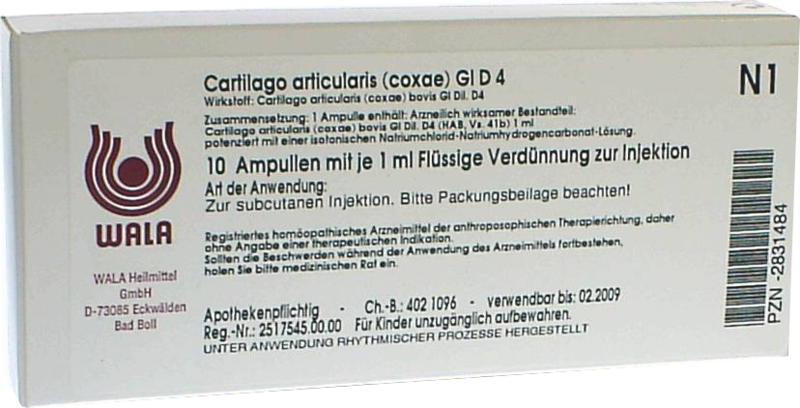 Cartilago articularis (coxae) Gl D 4
N1
Wirkstoff: Cartilago articularis (coxae) bovis Gl Dil. D4
Zusammensetzung: 1 Ampulle enthält: Arzneilich wirksamer Bestandteil:
Cartilago articularis (coxae) bovis Gl Dil. D4 (HAB, Vs. 41b) 1 ml
potenziert mit einer isotonischen Natriumchlorid-Natriumhydrogencarbonat-Lösung.
10 Ampullen mit je 1 ml Flüssige Verdünnung zur Injektion
Art der Anwendung:
Zur subcutanen Injektion. Bitte Packungsbeilage beachten!
Registriertes homöopathisches Arzneimittel der anthroposophischen Therapierichtung, daher
ohne Angabe einer therapeutischen Indikation.
Sollten die Beschwerden während der Anwendung des Arzneimittels fortbestehen,
holen Sie bitte medizinischen Rat ein.
Apothekenpflichtig - Ch.-B.: 402 1096 - verwendbar bis: 02.2009
Reg.-Nr.: 2517545.00.00 Für Kinder unzugänglich aufbewahren.
UNTER ANWENDUNG RHYTHMISCHER PROZESSE HERGESTELLT
WALA
WALA Heilmittel
GmbH
D-73085 Eckwälden
Bad Boll
PZN -2831484